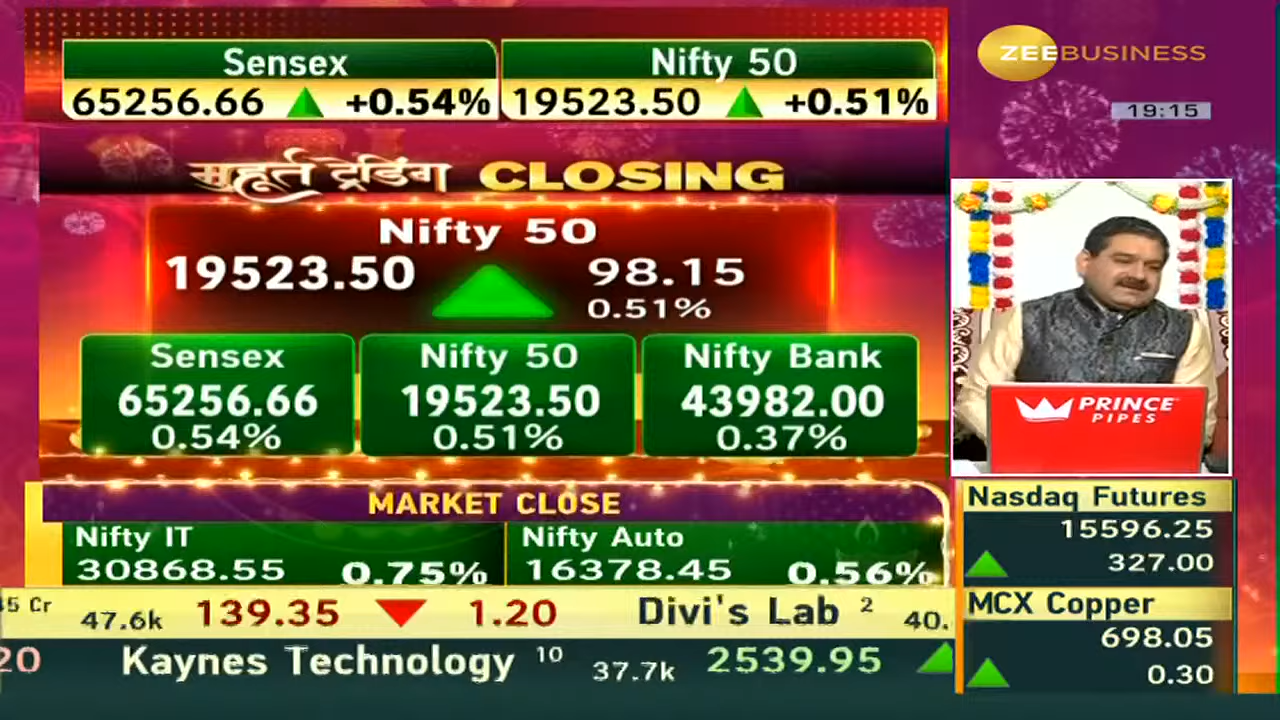 Sensex
65256.66 +0.54%
Nifty 50
19523.50 +0.51%
ZEEBUSINESS
19:15
मुहूर्त ट्रेडिंग CLOSING
Nifty 50
19523.50 98.15
0.51%
Sensex
65256.66
0.54%
Nifty 50
19523.50
0.51%
Nifty Bank
43982.00
0.37%
PRINCE
PIPES
MARKET CLOSE
Nifty IT
30868.55 0.75%
Nifty Auto
16378.45 0.56%
Nasdaq Futures
15596.25
327.00
MCX Copper
698.05
0.30
5 Cr 47.6k 139.35 1.20 Divi's Lab 2 40.
20 Kaynes Technology 10 37.7k 2539.95